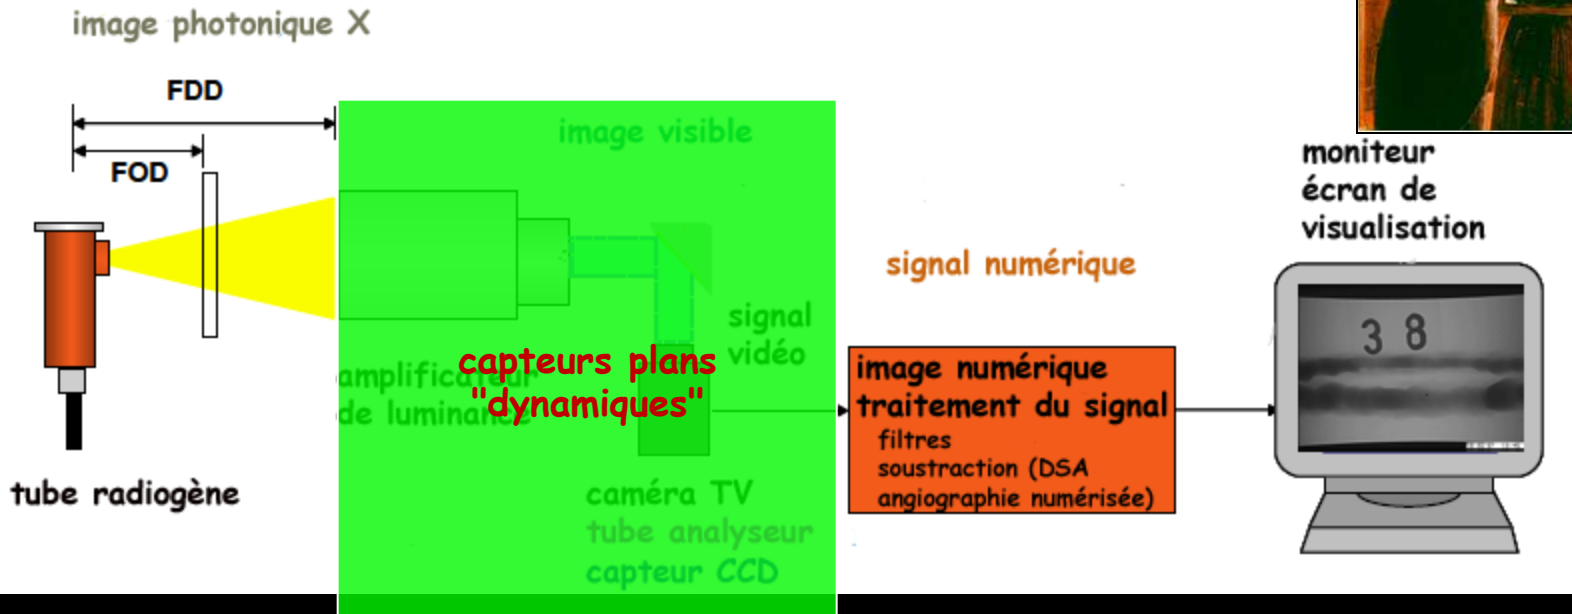 image photonique X
FDD
FOD
tube radiogène
image visible
amplificateur
de luminance
capteurs plans
"dynamiques"
signal
vidéo
caméra TV
tube analyseur
capteur CCD
signal numérique
image numérique
traitement du signal
filtres
soustraction (DSA
angiographie numérisée)
moniteur
écran de
visualisation
38